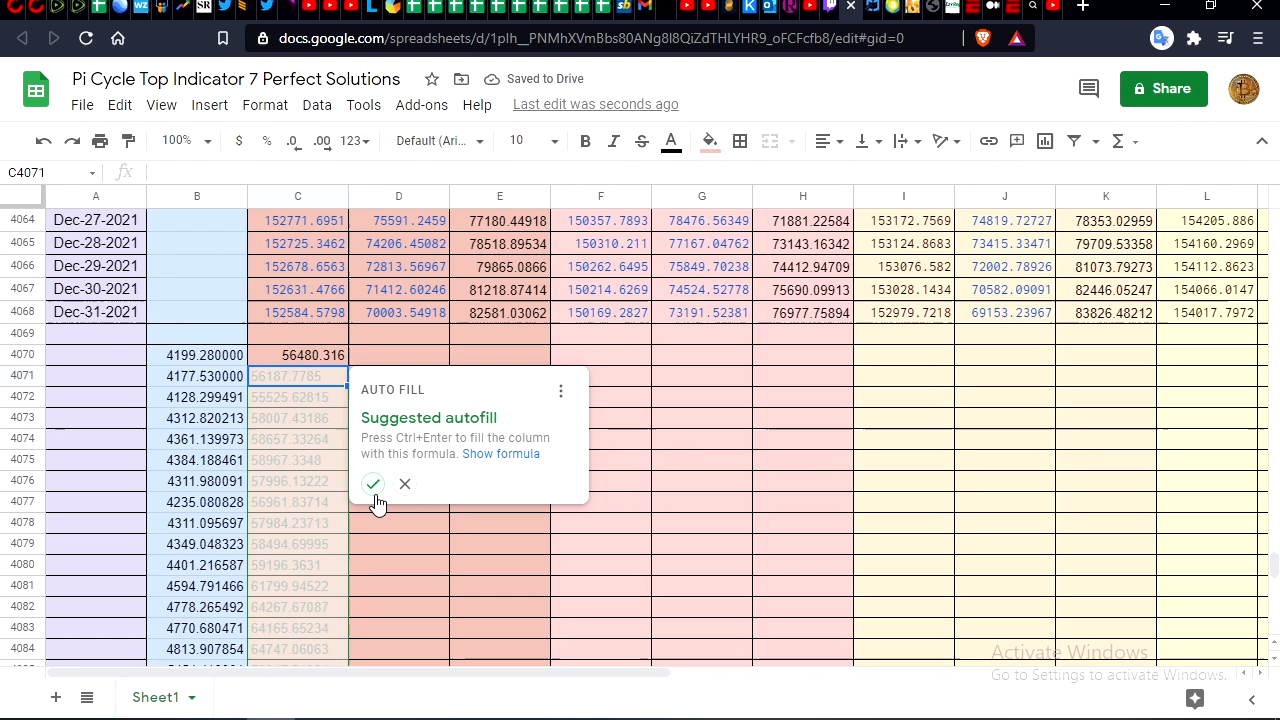 docs.google.com/spreadsheets/d/1plh__PNMhXVmBbs80ANg8l8QiZdTHLYHR9_oFCFcfb8/edit#gid=0
Pi Cycle Top Indicator 7 Perfect Solutions
Saved to Drive
File Edit View Insert Format Data Tools Add-ons Help Last edit was seconds ago
Share
100% $ % .0 .00 123 Default (Ari... 10 B I S A
C4071 fx
A B C D E F G H I J K L
4064 Dec-27-2021 152771.6951 75591.2459 77180.44918 150357.7893 78476.56349 71881.22584 153172.7569 74819.72727 78353.02959 154205.886
4065 Dec-28-2021 152725.3462 74206.45082 78518.89534 150310.211 77167.04762 73143.16342 153124.8683 73415.33471 79709.53358 154160.2969
4066 Dec-29-2021 152678.6563 72813.56967 79865.0866 150262.6495 75849.70238 74412.94709 153076.582 72002.78926 81073.79273 154112.8623
4067 Dec-30-2021 152631.4766 71412.60246 81218.87414 150214.6269 74524.52778 75690.09913 153028.1434 70582.09091 82446.05247 154066.0147
4068 Dec-31-2021 152584.5798 70003.54918 82581.03062 150169.2827 73191.52381 76977.75894 152979.7218 69153.23967 83826.48212 154017.7972
4069
4070 4199.280000 56480.316
4071 4177.530000 56187.7785
4072 4128.299491 55525.62815
4073 4312.820213 58007.43186
4074 4361.139973 58657.33264
4075 4384.188461 58967.3348
4076 4311.980091 57996.13222
4077 4235.080828 56961.83714
4078 4311.095697 57984.23713
4079 4349.048323 58494.69995
4080 4401.216587 59196.3631
4081 4594.791466 61799.94522
4082 4778.265492 64267.67087
4083 4770.680471 64165.65234
4084 4813.907854 64747.06063
AUTO FILL
Suggested autofill
Press Ctrl+Enter to fill the column
with this formula. Show formula
Activate Windows
Go to Settings to activate Windows.
Sheet1